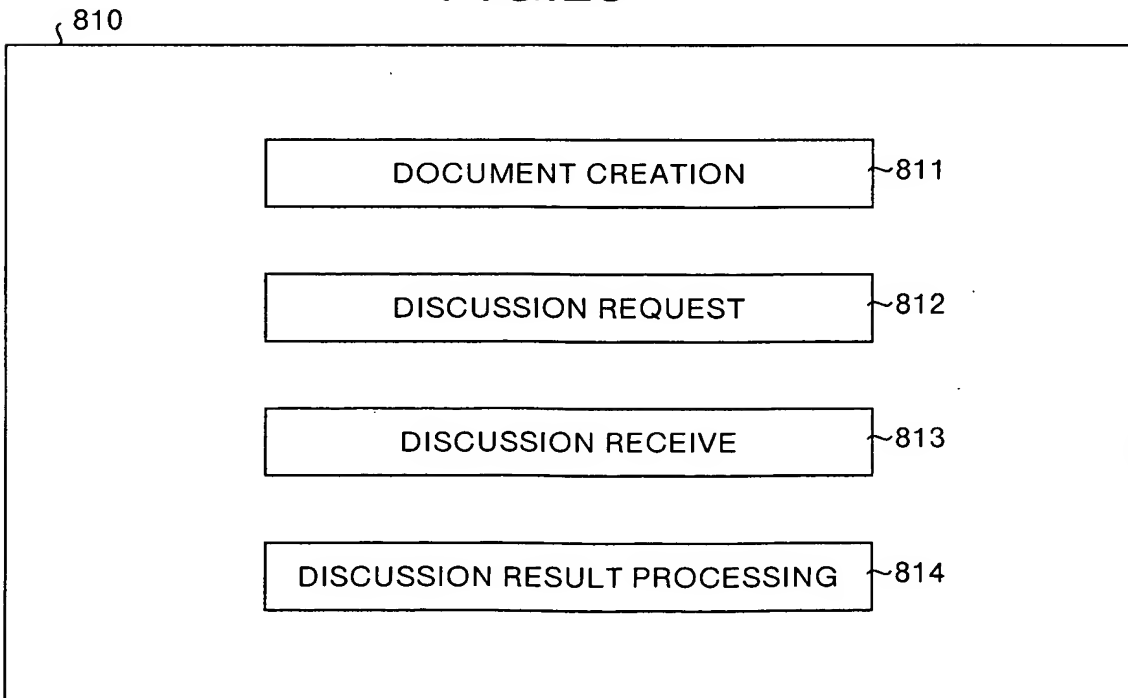 810
DOCUMENT CREATION 811
DISCUSSION REQUEST 812
DISCUSSION RECEIVE 813
DISCUSSION RESULT PROCESSING 814